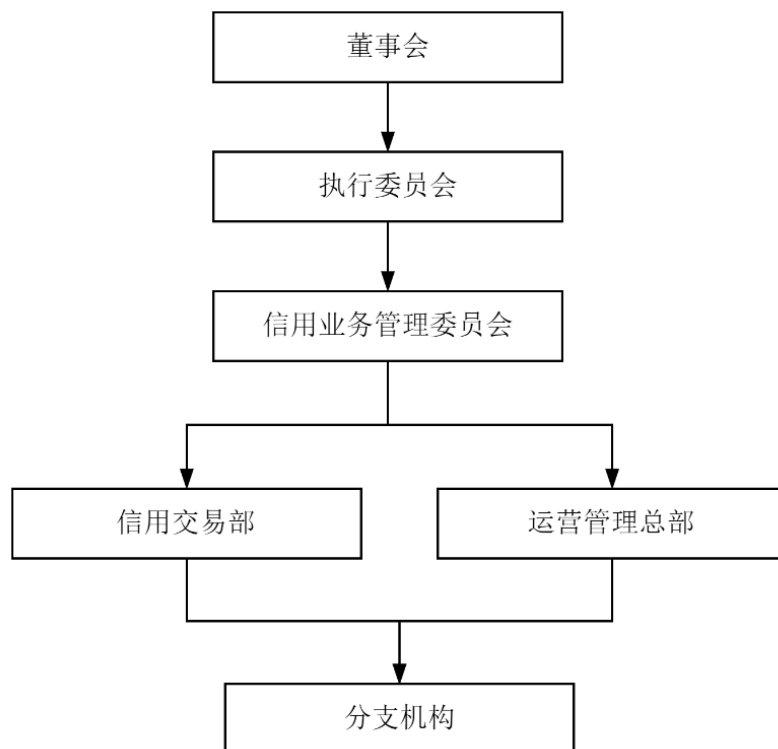 董事会
执行委员会
信用业务管理委员会
信用交易部
运营管理总部
分支机构